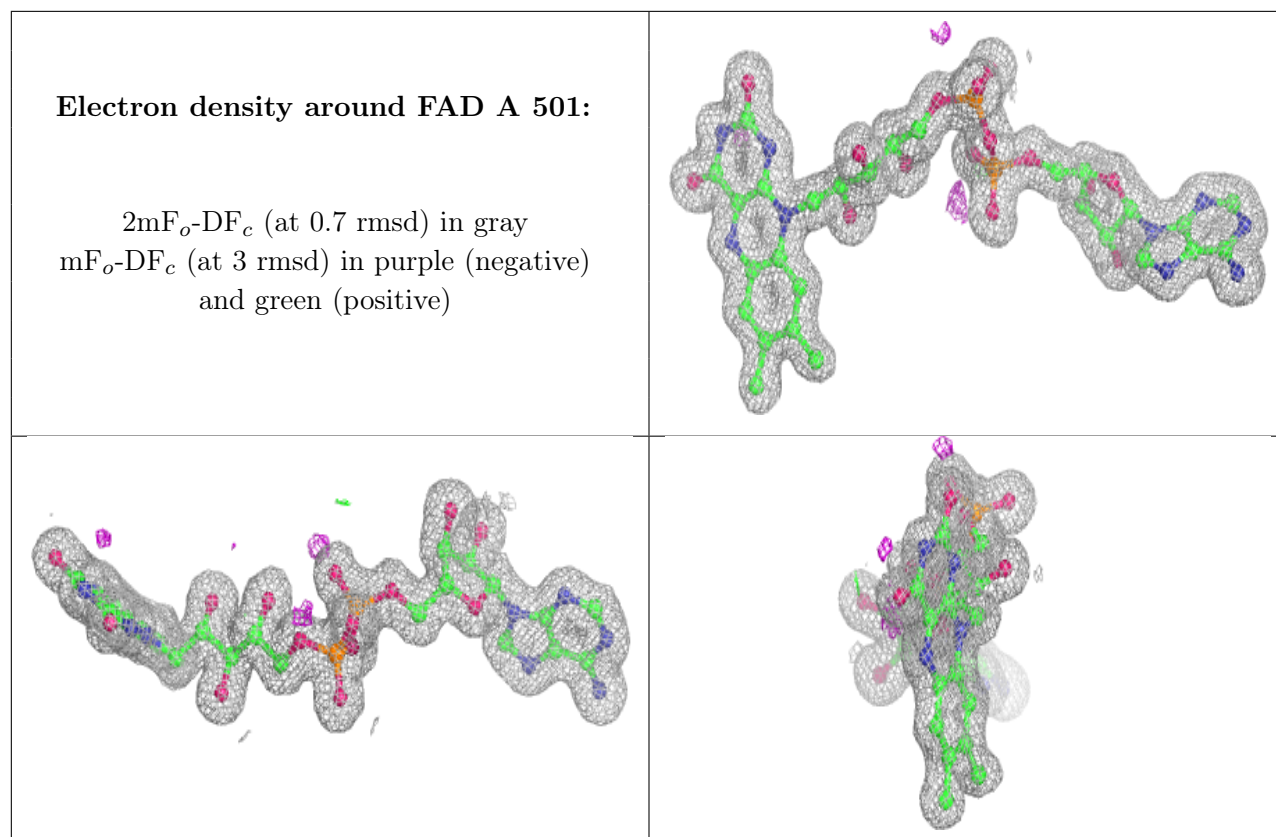 Electron density around FAD A 501:
2mFo-DFc (at 0.7 rmsd) in gray
mFo-DFc (at 3 rmsd) in purple (negative)
and green (positive)